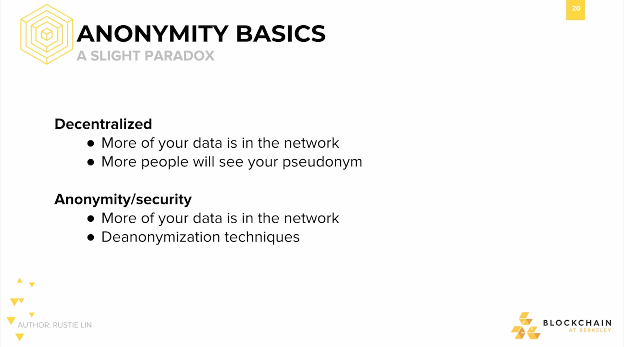 20
ANONYMITY BASICS
A SLIGHT PARADOX
Decentralized
● More of your data is in the network
● More people will see your pseudonym
Anonymity/security
● More of your data is in the network
● Deanonymization techniques
AUTHOR: RUSTIE LIN
BLOCKCHAIN
AT BERKELEY